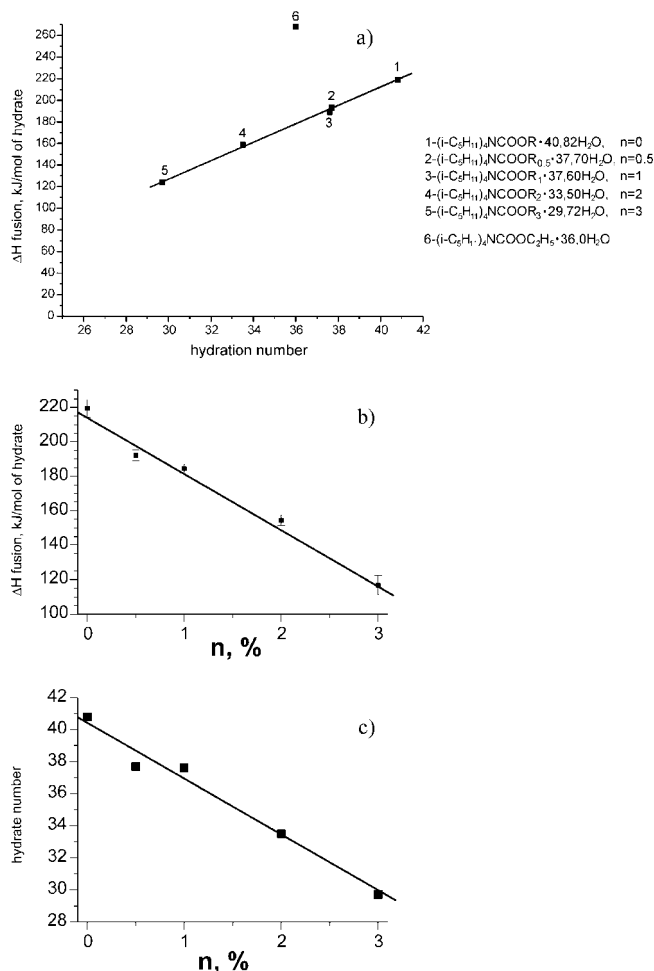 a)
ΔH fusion, kJ/mol of hydrate
260
240
220
200
180
160
140
120
100
80
60
40
20
0
6
1
2
3
4
5
26 28 30 32 34 36 38 40 42
hydration number
1-(i-C₅H₁₁)₄NCOOR·40,82H₂O, n=0
2-(i-C₅H₁₁)₄NCOOR₀.₅·37,70H₂O, n=0.5
3-(i-C₅H₁₁)₄NCOOR₁·37,60H₂O, n=1
4-(i-C₅H₁₁)₄NCOOR₂·33,50H₂O, n=2
5-(i-C₅H₁₁)₄NCOOR₃·29,72H₂O, n=3
6-(i-C₅H₁.)₄NCOOC₂H₅·36,0H₂O
b)
ΔH fusion, kJ/mol of hydrate
220
200
180
160
140
120
100
0 1 2 3
n, %
c)
hydrate number
42
40
38
36
34
32
30
28
0 1 2 3
n, %